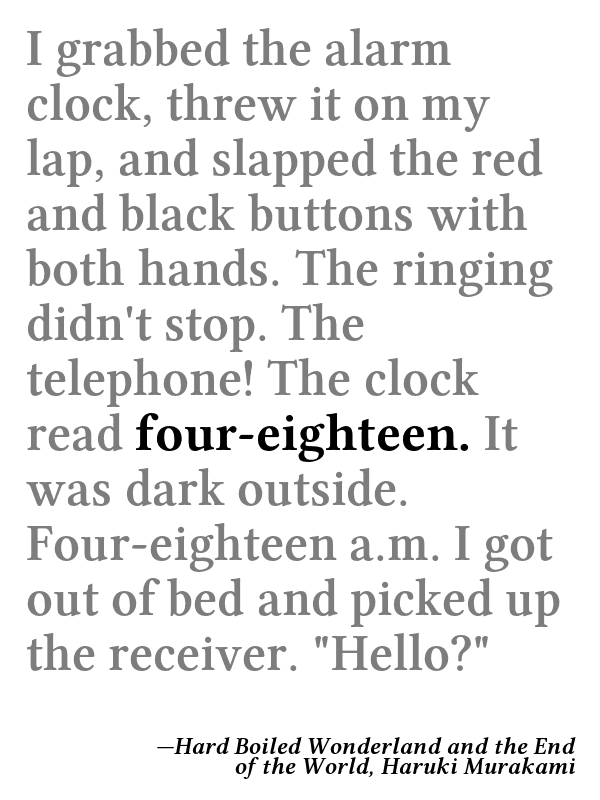 I grabbed the alarm
clock, threw it on my
lap, and slapped the red
and black buttons with
both hands. The ringing
didn't stop. The
telephone! The clock
read four-eighteen. It
was dark outside.
Four-eighteen a.m. I got
out of bed and picked up
the receiver. "Hello?"
—Hard Boiled Wonderland and the End
of the World, Haruki Murakami